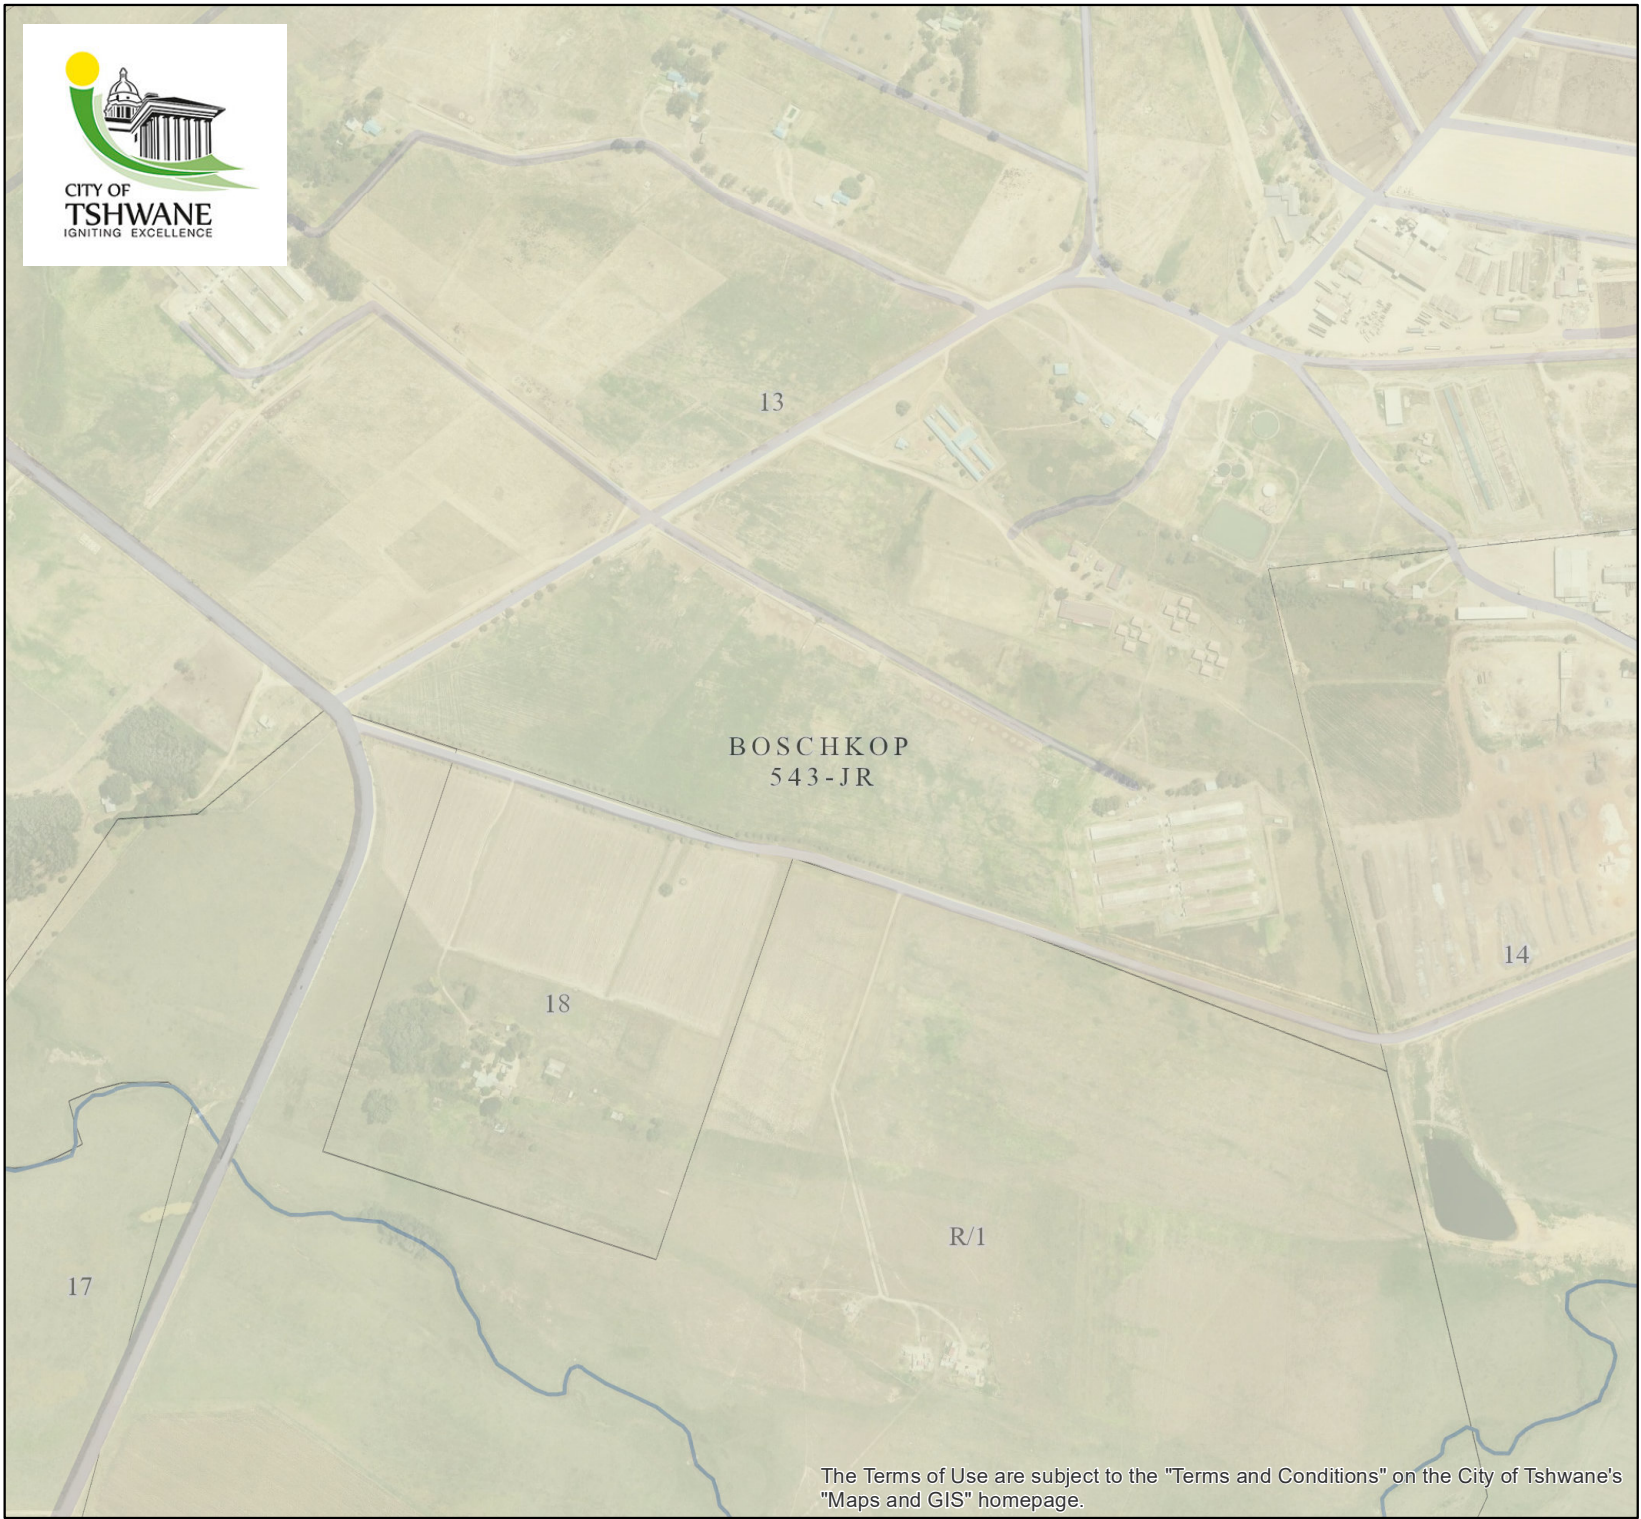 CITY OF
TSHWANE
IGNITING EXCELLENCE
13
BOSCHKOP
543-JR
14
18
R/1
17
The Terms of Use are subject to the "Terms and Conditions" on the City of Tshwane's
"Maps and GIS" homepage.